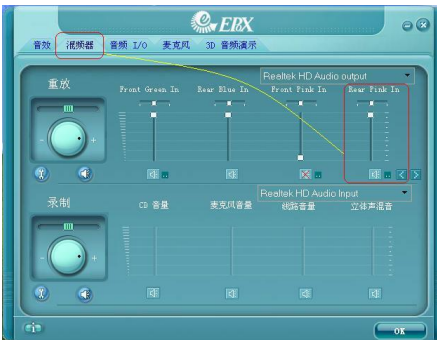 EPX
音效 混频器 音频 I/O 麦克风 3D 音频演示
重放
Realtek HD Audio output
Front Green In Rear Blue In Front Pink In Rear Pink In
录制
Realtek HD Audio Input
CD 音量 麦克风音量 线路音量 立体声混音
OK